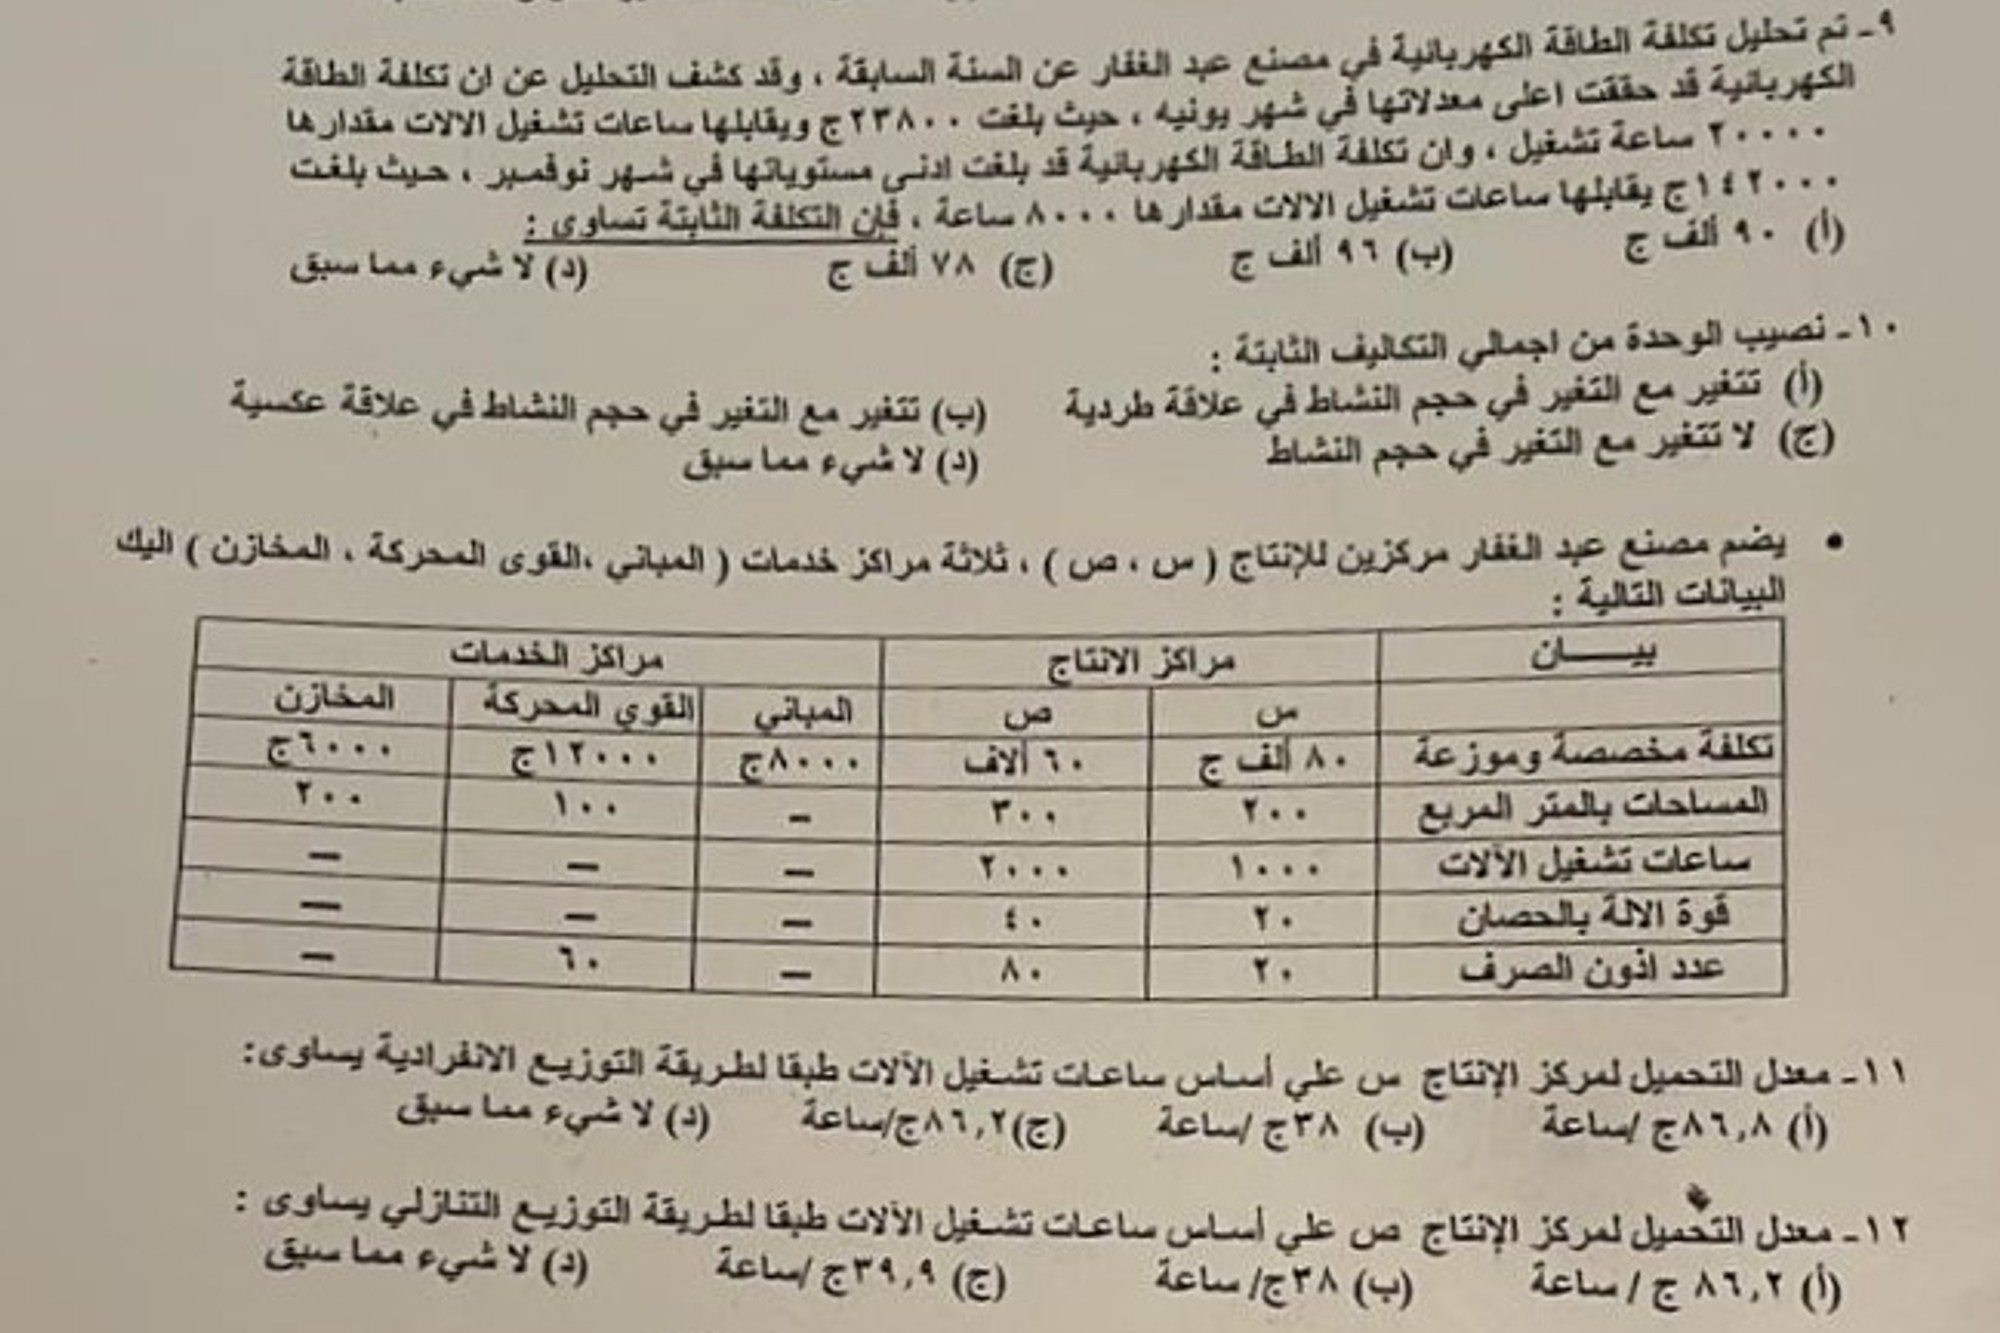 ٩- تم تحليل تكلفة الطاقة الكهربائية في مصنع عبد الغفار عن السنة السابقة ، وقد كشف التحليل عن ان تكلفة الطاقة
الكهربائية قد حققت اعلى معدلاتها في شهر يونيه ، حيث بلغت ٢٣٨٠٠ج ويقابلها ساعات تشغيل الالات مقدارها
٢٠٠٠٠ ساعة تشغيل ، وان تكلفة الطاقة الكهربائية قد بلغت ادنى مستوياتها في شهر نوفمبر ، حيث بلغت
١٤٢٠٠٠ج يقابلها ساعات تشغيل الالات مقدارها ٨٠٠٠ ساعة ، فإن التكلفة الثابتة تساوى :
(أ) ٩٠ ألف ج (ب) ٩٦ ألف ج (ج) ٧٨ ألف ج (د) لا شيء مما سبق
١٠- نصيب الوحدة من اجمالي التكاليف الثابتة :
(أ) تتغير مع التغير في حجم النشاط في علاقة طردية (ب) تتغير مع التغير في حجم النشاط في علاقة عكسية
(ج) لا تتغير مع التغير في حجم النشاط (د) لا شيء مما سبق
• يضم مصنع عبد الغفار مركزين للإنتاج ( س ، ص ) ، ثلاثة مراكز خدمات ( المباني ،القوى المحركة ، المخازن ) اليك
البيانات التالية :
بيـــــان مراكز الانتاج مراكز الخدمات
س ص المباني القوي المحركة المخازن
تكلفة مخصصة وموزعة ٨٠ ألف ج ٦٠ ألاف ٨٠٠٠ج ١٢٠٠٠ج ٦٠٠٠ج
المساحات بالمتر المربع ٢٠٠ ٣٠٠ – ١٠٠ ٢٠٠
ساعات تشغيل الآلات ١٠٠٠ ٢٠٠٠ – – –
قوة الالة بالحصان ٢٠ ٤٠ – – –
عدد اذون الصرف ٢٠ ٨٠ – ٦٠ –
١١- معدل التحميل لمركز الإنتاج س علي أساس ساعات تشغيل الآلات طبقا لطريقة التوزيع الانفرادية يساوى:
(أ) ٨٦,٨ج /ساعة (ب) ٣٨ج /ساعة (ج)٨٦,٢ج/ساعة (د) لا شيء مما سبق
١٢- معدل التحميل لمركز الإنتاج ص علي أساس ساعات تشغيل الآلات طبقا لطريقة التوزيع التنازلي يساوى :
(أ) ٨٦,٢ ج / ساعة (ب) ٣٨ج/ ساعة (ج) ٣٩,٩ج /ساعة (د) لا شيء مما سبق